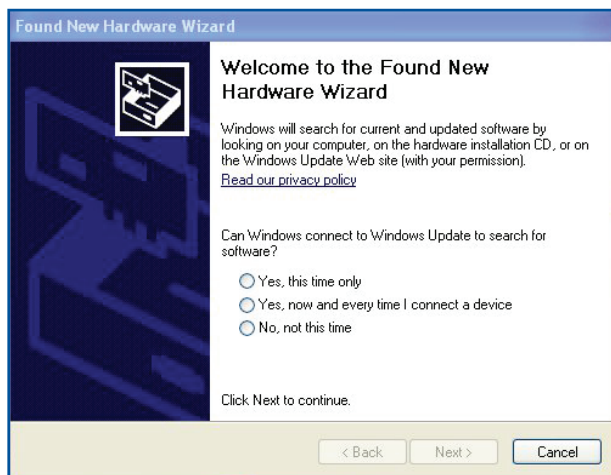 Found New Hardware Wizard
Welcome to the Found New
Hardware Wizard
Windows will search for current and updated software by
looking on your computer, on the hardware installation CD, or on
the Windows Update Web site (with your permission).
Read our privacy policy
Can Windows connect to Windows Update to search for
software?
Yes, this time only
Yes, now and every time I connect a device
No, not this time
Click Next to continue.
< Back Next > Cancel